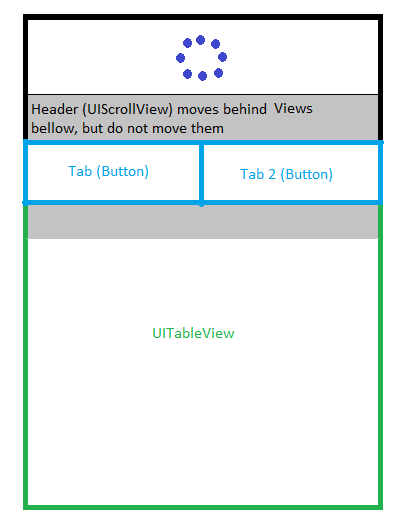 Header (UIScrollView) moves behind Views
bellow, but do not move them
Tab (Button) Tab 2 (Button)
UITableView